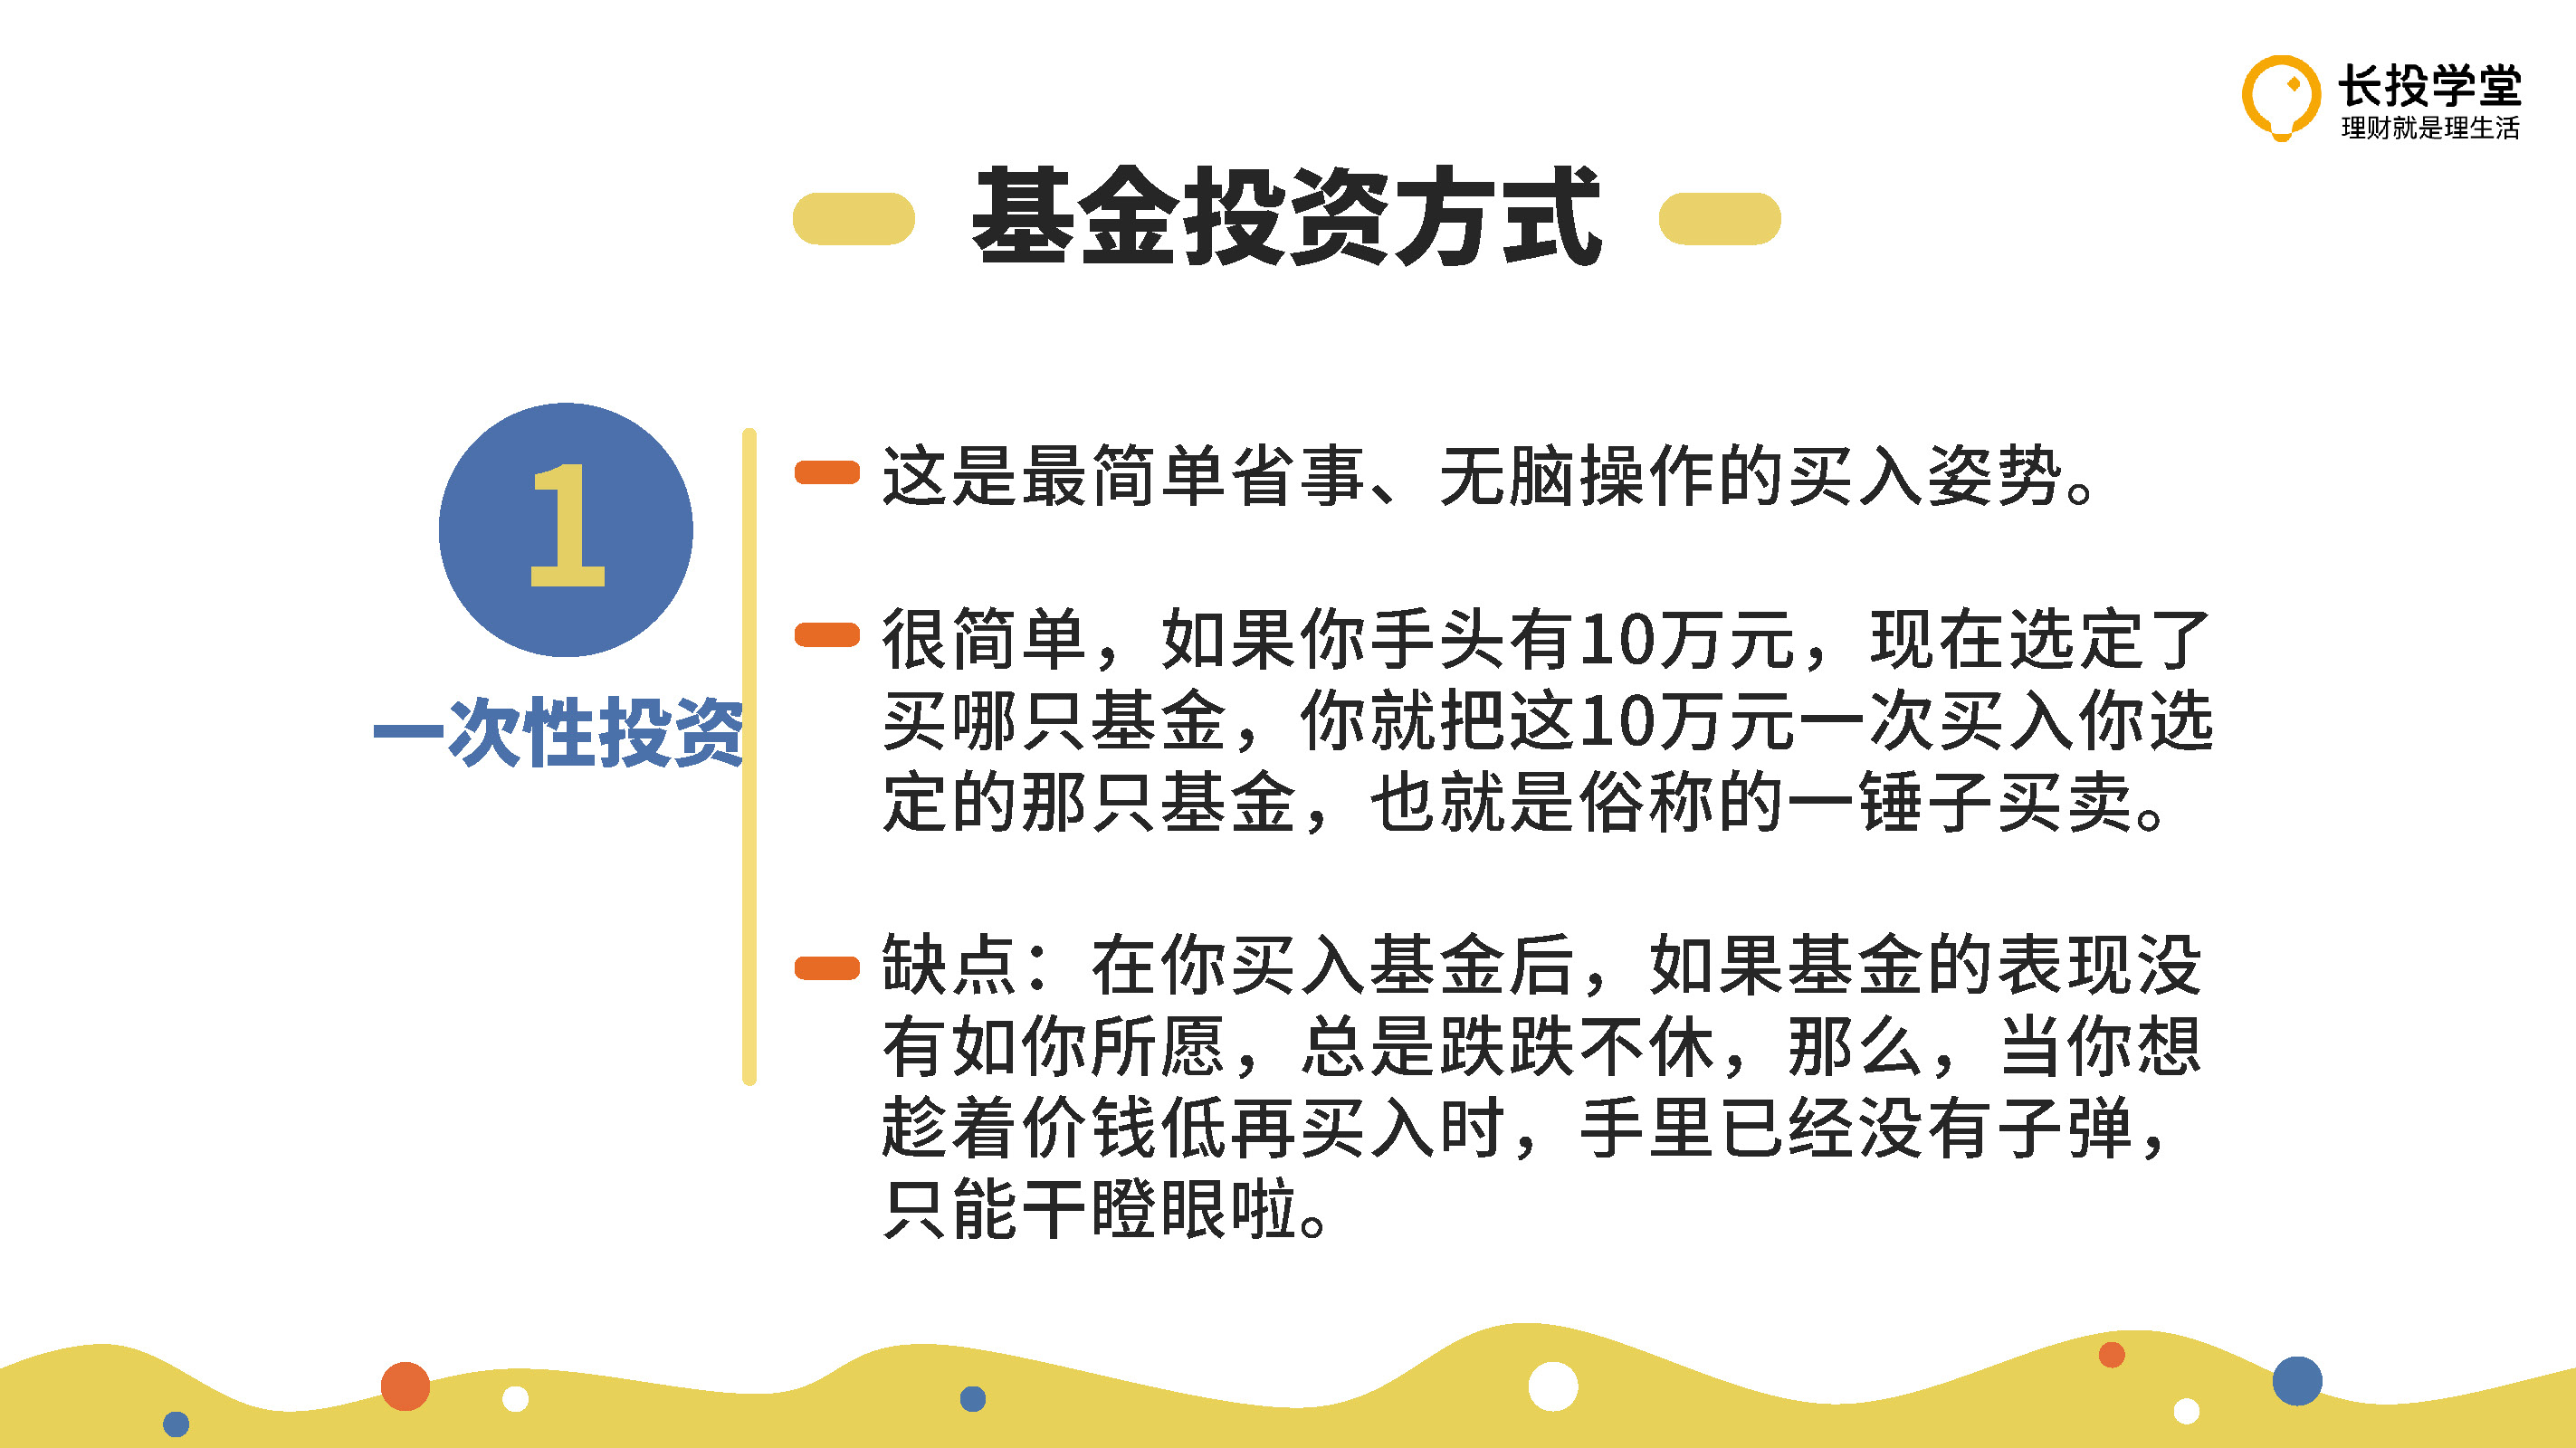 长投学堂
理财就是理生活
基金投资方式
1
一次性投资
这是最简单省事、无脑操作的买入姿势。
很简单，如果你手头有10万元，现在选定了
买哪只基金，你就把这10万元一次买入你选
定的那只基金，也就是俗称的一锤子买卖。
缺点：在你买入基金后，如果基金的表现没
有如你所愿，总是跌跌不休，那么，当你想
趁着价钱低再买入时，手里已经没有子弹，
只能干瞪眼啦。